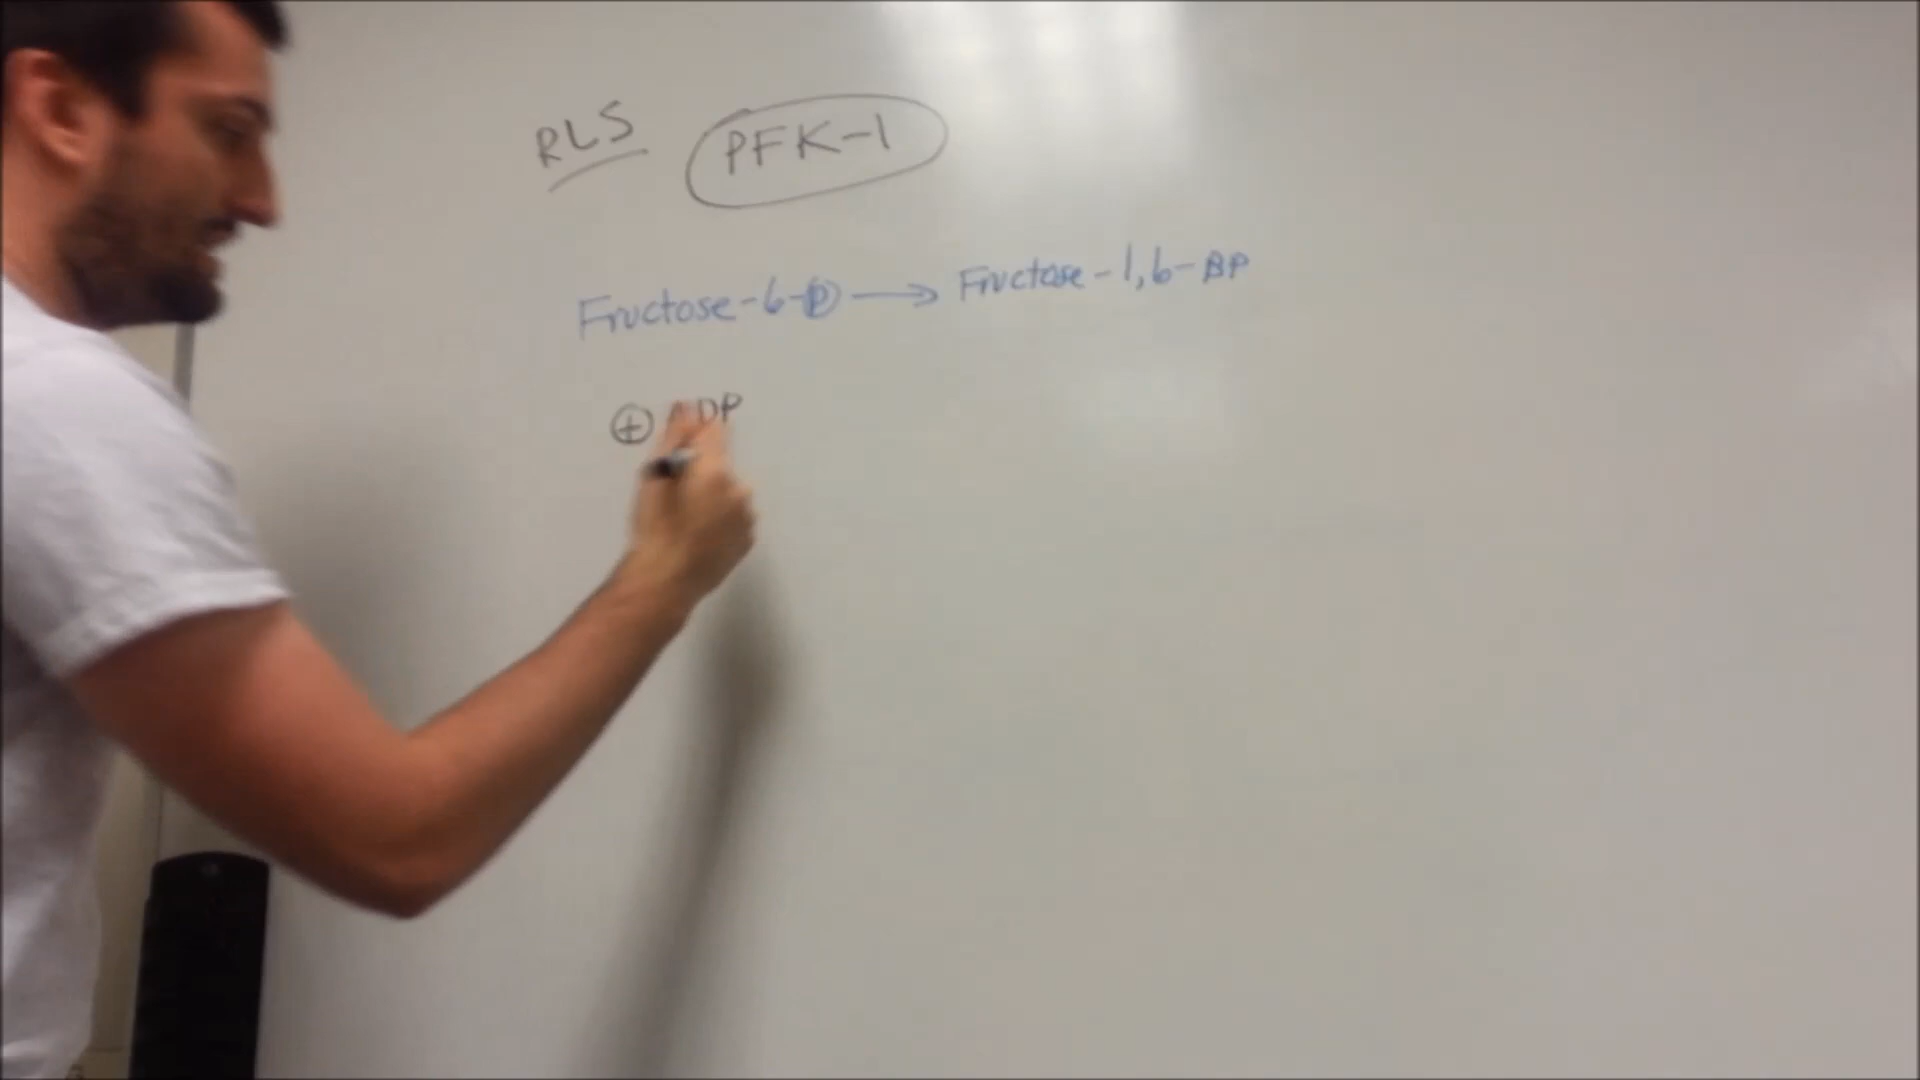 RLS PFK-1
Fructose-6-Ⓟ → Fructose-1,6-BP
⊕ ADP